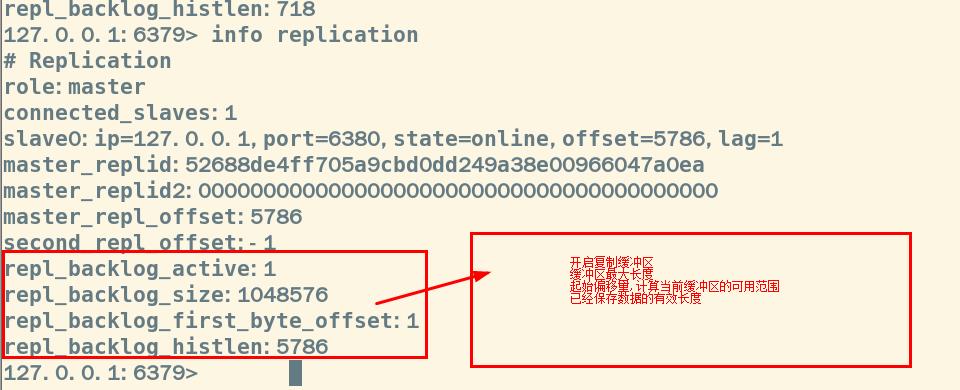 repl_backlog_histlen:718
127.0.0.1:6379> info replication
# Replication
role:master
connected_slaves:1
slave0:ip=127.0.0.1,port=6380,state=online,offset=5786,lag=1
master_replid:52688de4ff705a9cbd0dd249a38e00966047a0ea
master_replid2:0000000000000000000000000000000000000000
master_repl_offset:5786
second_repl_offset:-1
repl_backlog_active:1
repl_backlog_size:1048576
repl_backlog_first_byte_offset:1
repl_backlog_histlen:5786
127.0.0.1:6379>
开启复制缓冲区
缓冲区最大长度
起始偏移量,计算当前缓冲区的可用范围
已经保存数据的有效长度